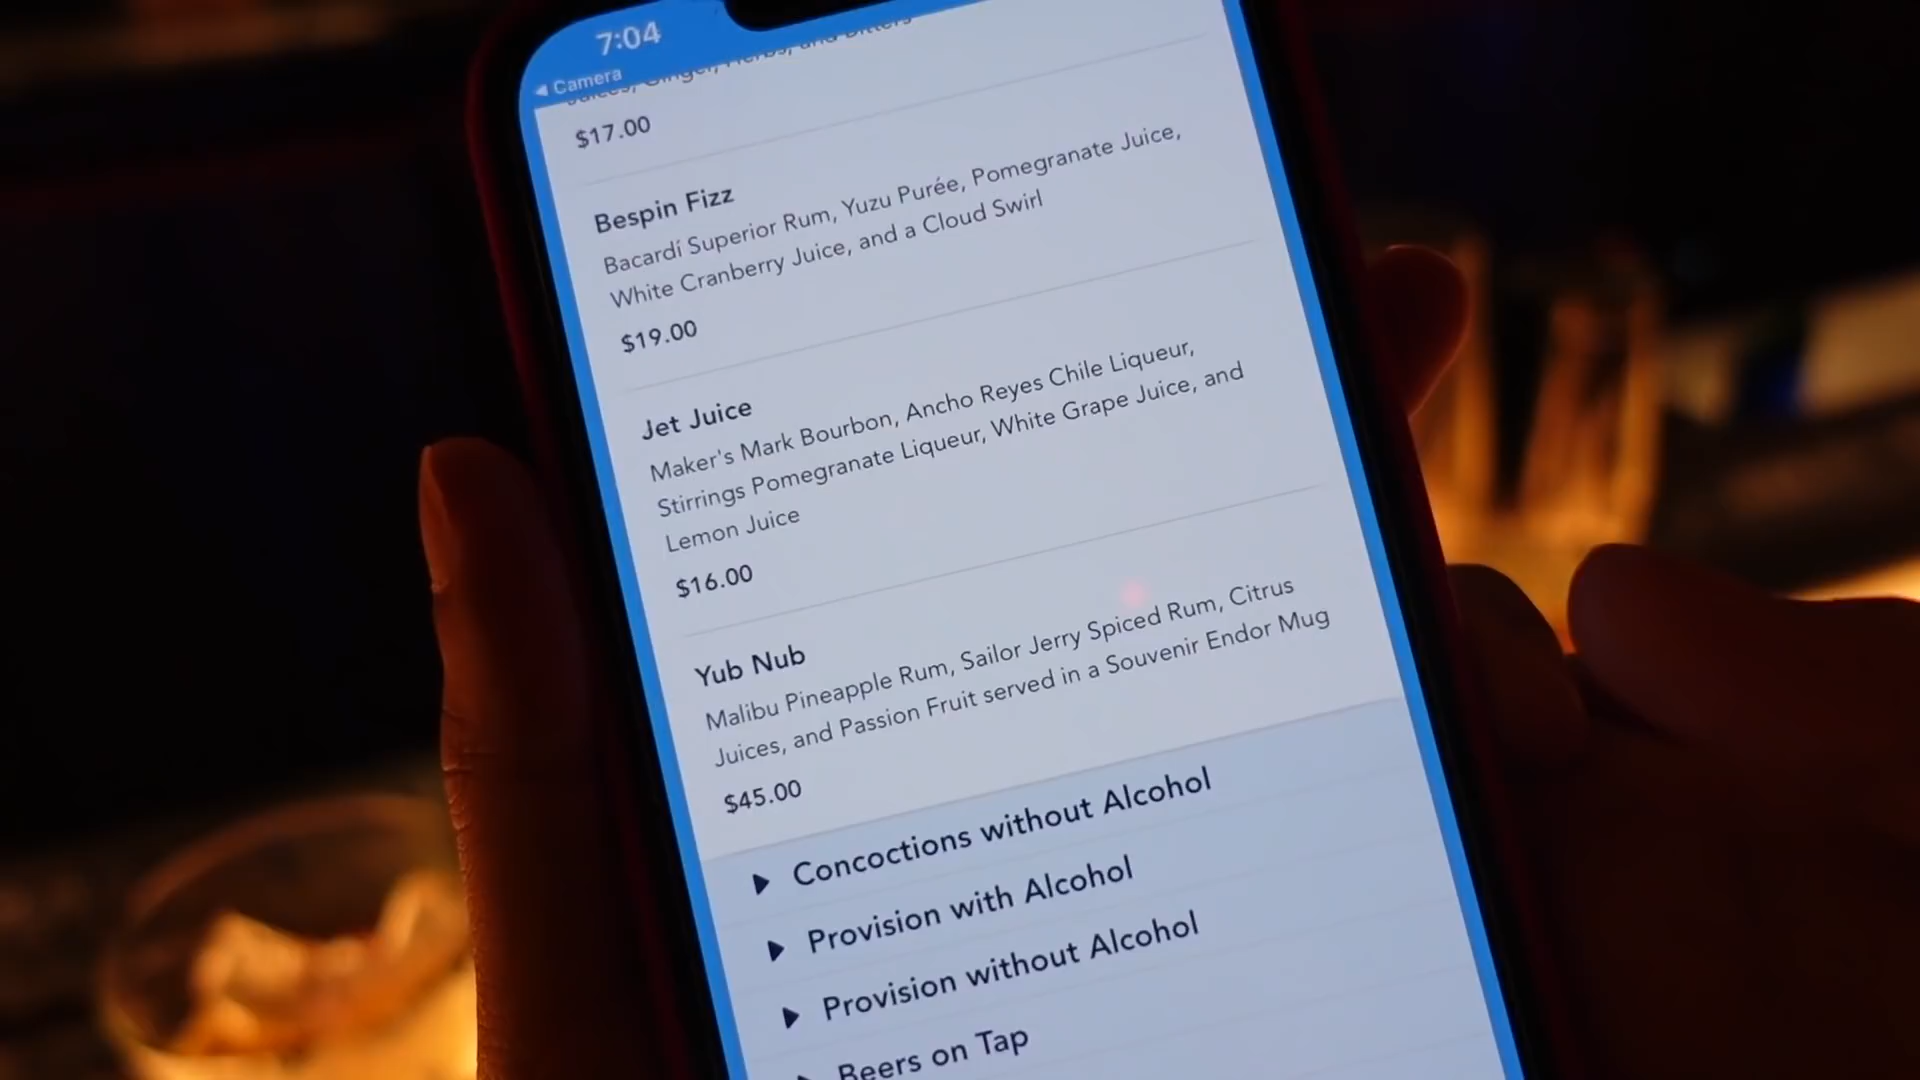 7:04
◀ Camera
Juices, Ginger, Herbs, and Bitters
$17.00
Bespin Fizz
Bacardí Superior Rum, Yuzu Purée, Pomegranate Juice,
White Cranberry Juice, and a Cloud Swirl
$19.00
Jet Juice
Maker's Mark Bourbon, Ancho Reyes Chile Liqueur,
Stirrings Pomegranate Liqueur, White Grape Juice, and
Lemon Juice
$16.00
Yub Nub
Malibu Pineapple Rum, Sailor Jerry Spiced Rum, Citrus
Juices, and Passion Fruit served in a Souvenir Endor Mug
$45.00
Concoctions without Alcohol
Provision with Alcohol
Provision without Alcohol
Beers on Tap